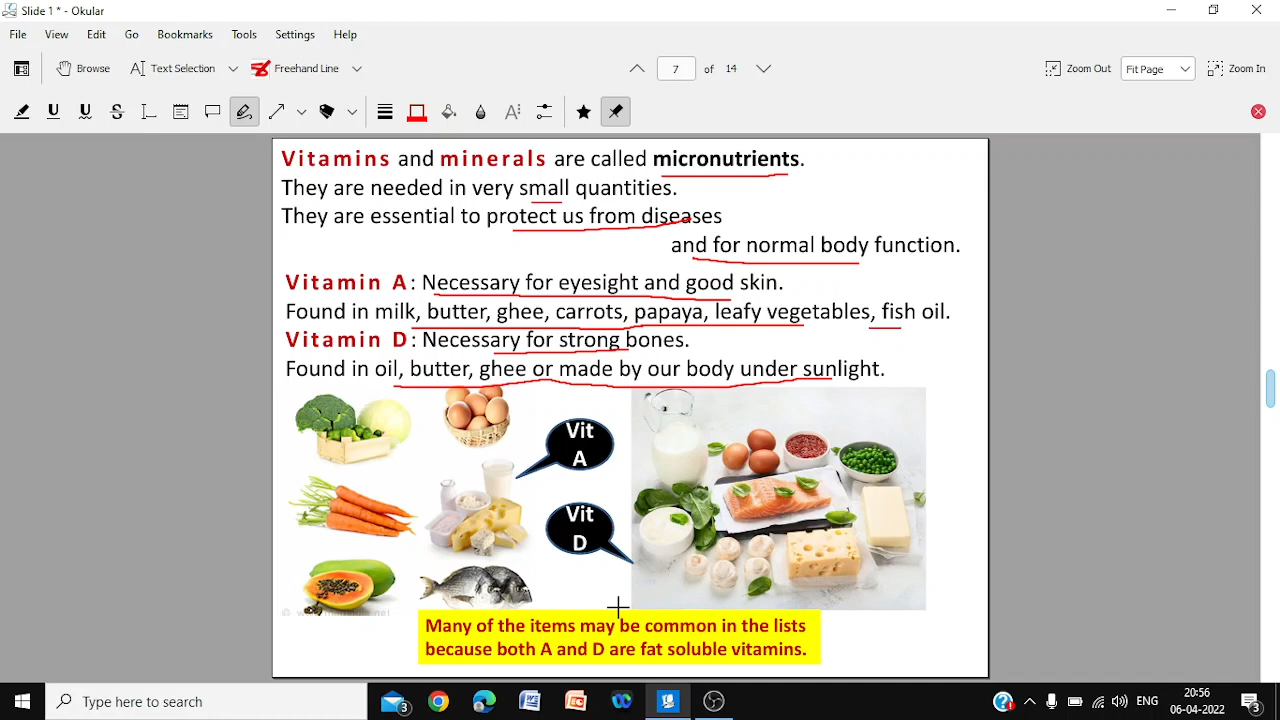 Slide 1 * - Okular
File View Edit Go Bookmarks Tools Settings Help
Browse Text Selection Freehand Line 7 of 14 Zoom Out Fit Page Zoom In
Vitamins and minerals are called micronutrients.
They are needed in very small quantities.
They are essential to protect us from diseases
and for normal body function.
Vitamin A: Necessary for eyesight and good skin.
Found in milk, butter, ghee, carrots, papaya, leafy vegetables, fish oil.
Vitamin D: Necessary for strong bones.
Found in oil, butter, ghee or made by our body under sunlight.
Vit
A
Vit
D
Many of the items may be common in the lists
because both A and D are fat soluble vitamins.
Type here to search
3
ENG
20:56
06-04-2022
3